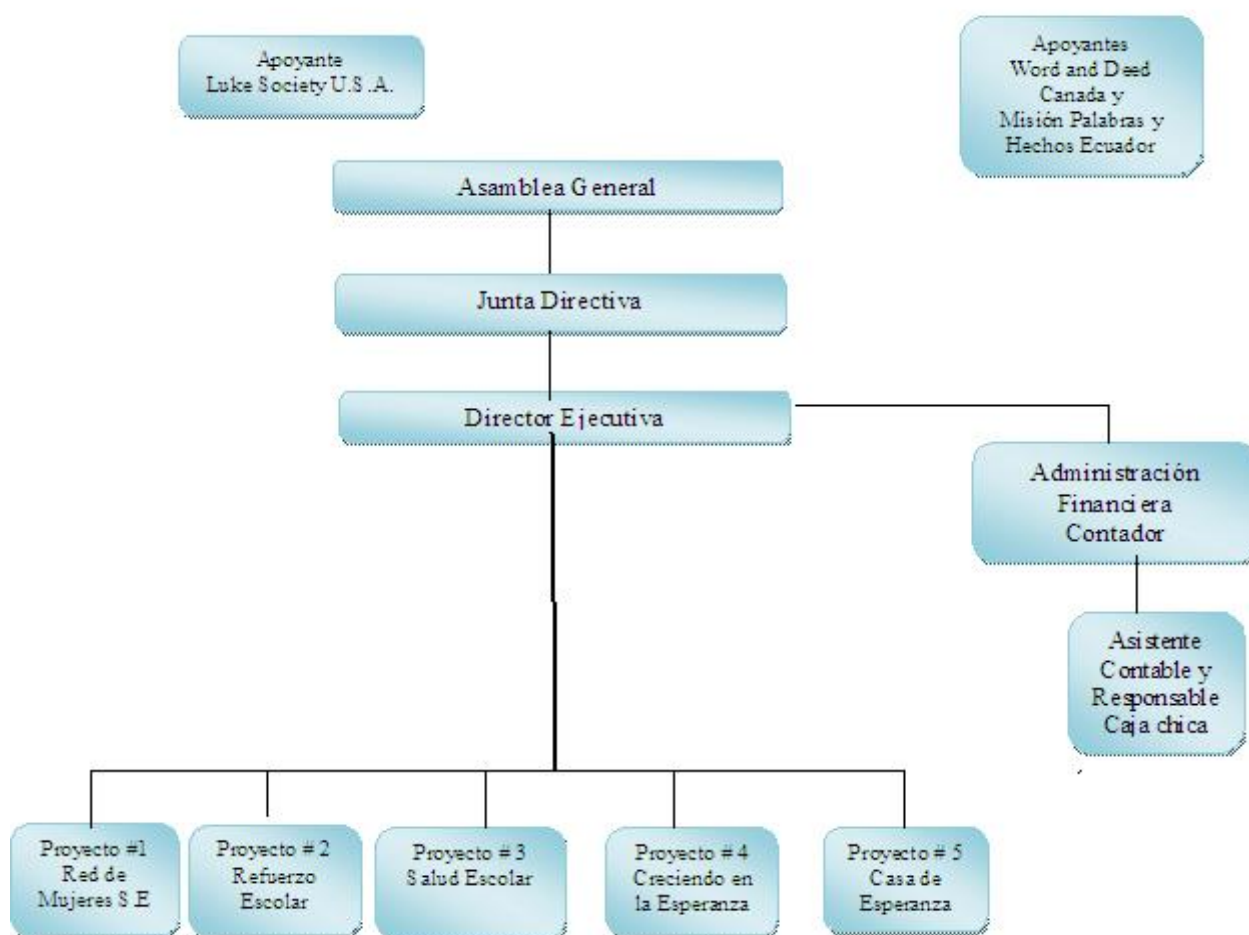 Apoyante
Luke Society U.S.A.
Apoyantes
Word and Deed
Canada y
Misión Palabras y
Hechos Ecuador
Asamblea General
Junta Directiva
Director Ejecutiva
Administración
Financiera
Contador
Asistente
Contable y
Responsable
Caja chica
Proyecto #1
Red de
Mujeres S.E
Proyecto # 2
Refuerzo
Escolar
Proyecto # 3
Salud Escolar
Proyecto # 4
Creciendo en
la Esperanza
Proyecto # 5
Casa de
Esperanza